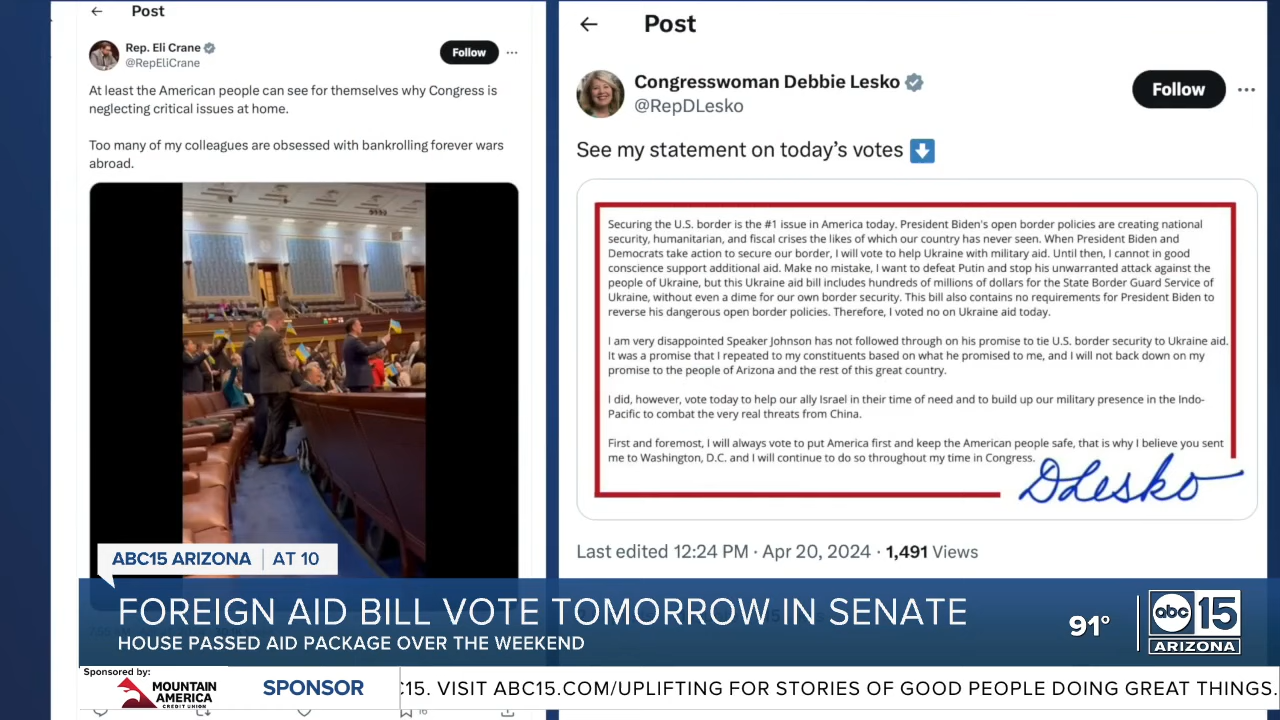 Post
Rep. Eli Crane
@RepEliCrane
Follow
At least the American people can see for themselves why Congress is
neglecting critical issues at home.
Too many of my colleagues are obsessed with bankrolling forever wars
abroad.
Post
Congresswoman Debbie Lesko
@RepDLesko
Follow
See my statement on today's votes
Securing the U.S. border is the #1 issue in America today. President Biden's open border policies are creating national
security, humanitarian, and fiscal crises the likes of which our country has never seen. When President Biden and
Democrats take action to secure our border, I will vote to help Ukraine with military aid. Until then, I cannot in good
conscience support additional aid. Make no mistake, I want to defeat Putin and stop his unwarranted attack against the
people of Ukraine, but this Ukraine aid bill includes hundreds of millions of dollars for the State Border Guard Service of
Ukraine, without even a dime for our own border security. This bill also contains no requirements for President Biden to
reverse his dangerous open border policies. Therefore, I voted no on Ukraine aid today.
I am very disappointed Speaker Johnson has not followed through on his promise to tie U.S. border security to Ukraine aid.
It was a promise that I repeated to my constituents based on what he promised to me, and I will not back down on my
promise to the people of Arizona and the rest of this great country.
I did, however, vote today to help our ally Israel in their time of need and to build up our military presence in the Indo-
Pacific to combat the very real threats from China.
First and foremost, I will always vote to put America first and keep the American people safe, that is why I believe you sent
me to Washington, D.C. and I will continue to do so throughout my time in Congress.
DLesko
Last edited 12:24 PM · Apr 20, 2024 · 1,491 Views
ABC15 ARIZONA | AT 10
FOREIGN AID BILL VOTE TOMORROW IN SENATE
HOUSE PASSED AID PACKAGE OVER THE WEEKEND
91°
abc 15
ARIZONA
Sponsored by:
MOUNTAIN
AMERICA
CREDIT UNION
SPONSOR
:15. VISIT ABC15.COM/UPLIFTING FOR STORIES OF GOOD PEOPLE DOING GREAT THINGS.
16